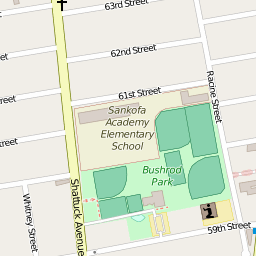 63rd Street
62nd Street
61st Street
Racine Street
Sankofa
Academy
Elementary
School
Bushrod
Park
Shattuck Avenue
Whitney Street
59th Street